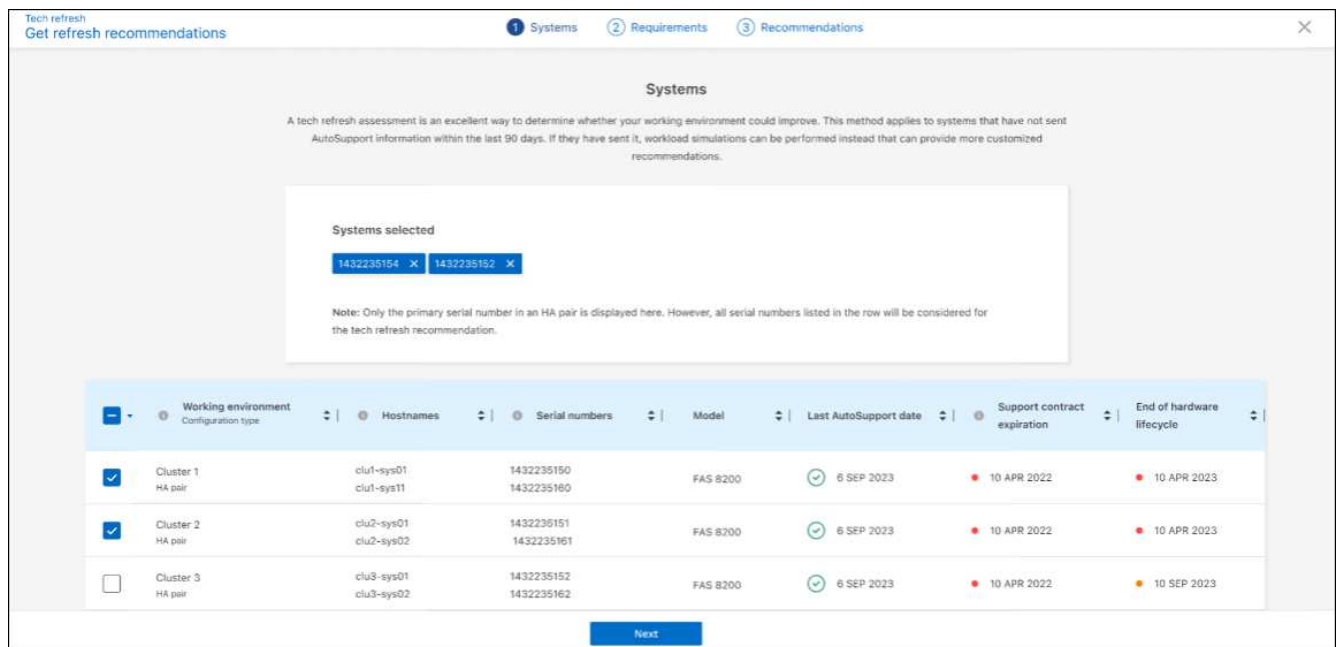 Tech refresh
Get refresh recommendations
1 Systems 2 Requirements 3 Recommendations
Systems
A tech refresh assessment is an excellent way to determine whether your working environment could improve. This method applies to systems that have not sent
AutoSupport information within the last 90 days. If they have sent it, workload simulations can be performed instead that can provide more customized
recommendations.
Systems selected
1432235154 × 1432235152 ×
Note: Only the primary serial number in an HA pair is displayed here. However, all serial numbers listed in the row will be considered for
the tech refresh recommendation.
Working environment
Configuration type
Hostnames
Serial numbers
Model
Last AutoSupport date
Support contract
expiration
End of hardware
lifecycle
Cluster 1
HA pair
clu1-sys01
clu1-sys11
1432235150
1432235160
FAS 8200
6 SEP 2023
10 APR 2022
10 APR 2023
Cluster 2
HA pair
clu2-sys01
clu2-sys02
1432235151
1432235161
FAS 8200
6 SEP 2023
10 APR 2022
10 APR 2023
Cluster 3
HA pair
clu3-sys01
clu3-sys02
1432235152
1432235162
FAS 8200
6 SEP 2023
10 APR 2022
10 SEP 2023
Next